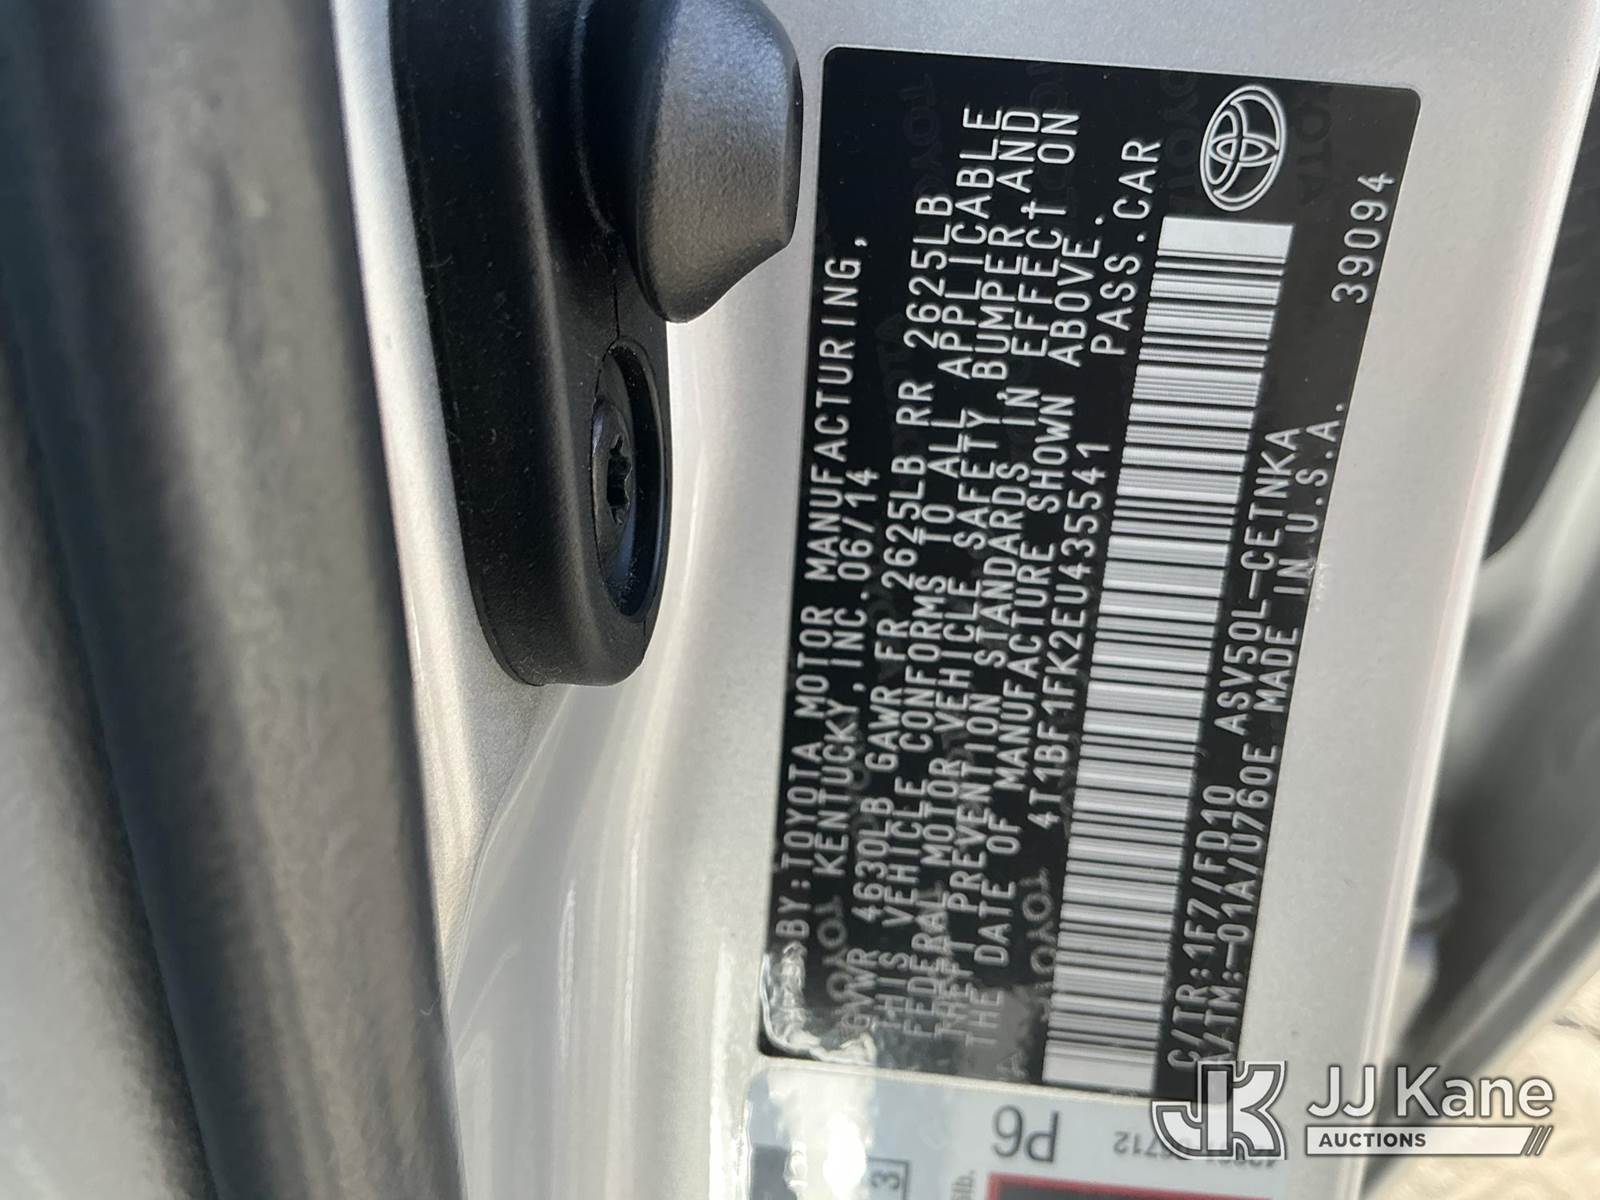 BY: TOYOTA MOTOR MANUFACTURING,
KENTUCKY, INC. 06/14
GVWR 4630LB GAWR FR 2625LB RR 2625LB
THIS VEHICLE CONFORMS TO ALL APPLICABLE
FEDERAL MOTOR VEHICLE SAFETY, BUMPER, AND
THEFT PREVENTION STANDARDS IN EFFECT ON
THE DATE OF MANUFACTURE SHOWN ABOVE.
4T1BF1FK2EU435541 PASS. CAR
C/TR: 1F7/FD10 ASV50L-CETNKA
A/TM: -01A/U760E MADE IN U.S.A. 39094
P6
3
lb.
JJ Kane
AUCTIONS